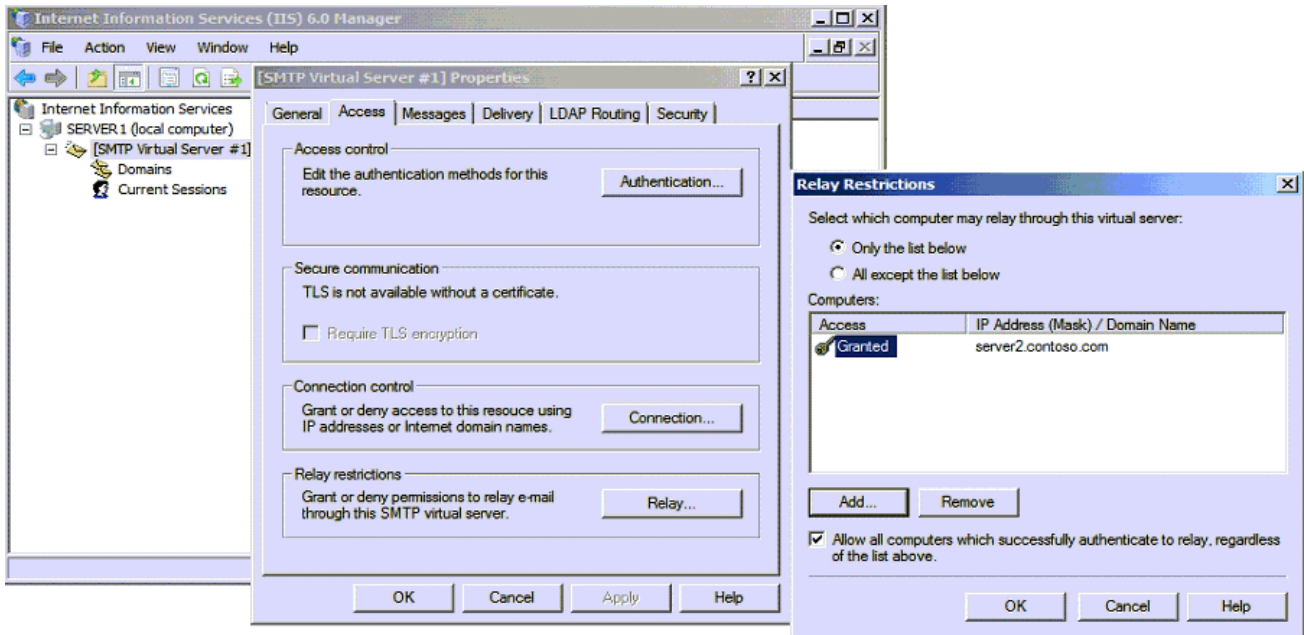 Internet Information Services (IIS) 6.0 Manager
File Action View Window Help
Internet Information Services
SERVER1 (local computer)
[SMTP Virtual Server #1]
Domains
Current Sessions
[SMTP Virtual Server #1] Properties
General Access Messages Delivery LDAP Routing Security
Access control
Edit the authentication methods for this
resource.
Authentication...
Secure communication
TLS is not available without a certificate.
Require TLS encryption
Connection control
Grant or deny access to this resouce using
IP addresses or Internet domain names.
Connection...
Relay restrictions
Grant or deny permissions to relay e-mail
through this SMTP virtual server.
Relay...
OK Cancel Apply Help
Relay Restrictions
Select which computer may relay through this virtual server:
Only the list below
All except the list below
Computers:
Access IP Address (Mask) / Domain Name
Granted server2.contoso.com
Add... Remove
Allow all computers which successfully authenticate to relay, regardless
of the list above.
OK Cancel Help